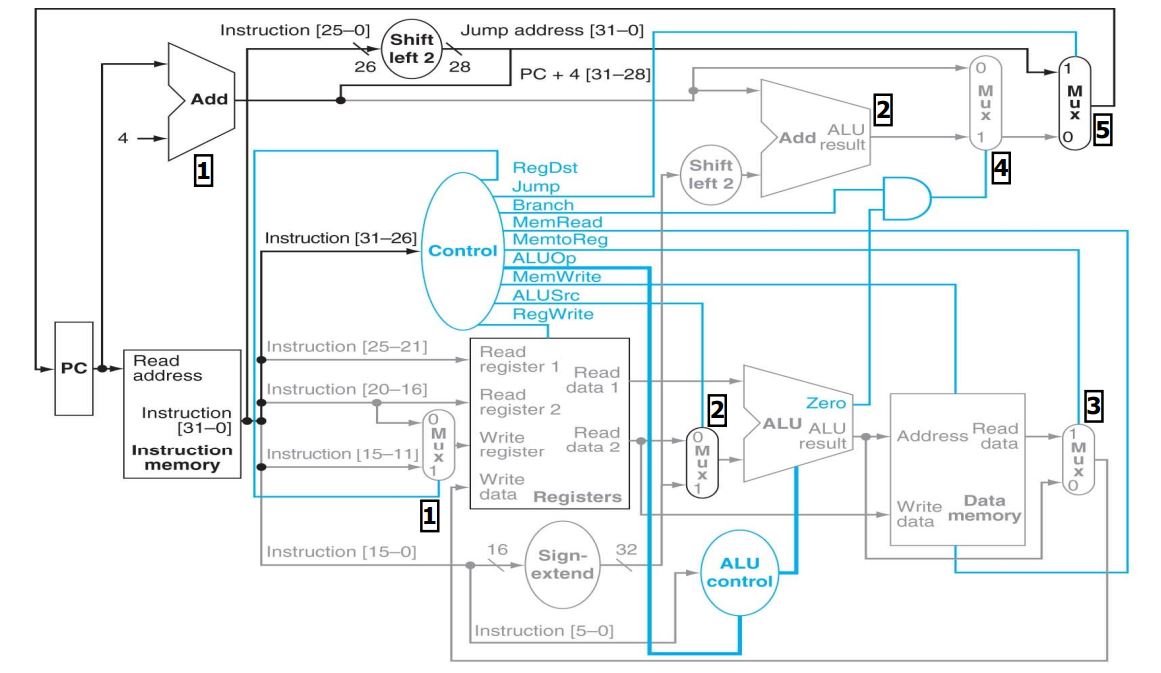 Instruction [25–0]
Shift
left 2
Jump address [31–0]
26
28
PC + 4 [31–28]
Add
4
1
Add
ALU
result
2
0
M
u
x
1
4
1
M
u
x
0
5
Shift
left 2
RegDst
Jump
Branch
MemRead
MemtoReg
ALUOp
MemWrite
ALUSrc
RegWrite
Instruction [31–26]
Control
PC
Read
address
Instruction
[31–0]
Instruction
memory
Instruction [25–21]
Instruction [20–16]
Instruction [15–11]
0
M
u
x
1
1
Read
register 1
Read
register 2
Write
register
Write
data
Read
data 1
Read
data 2
Registers
2
0
M
u
x
1
Zero
ALU
ALU
result
Address
Read
data
Write
data
Data
memory
3
1
M
u
x
0
Instruction [15–0]
16
Sign-
extend
32
ALU
control
Instruction [5–0]